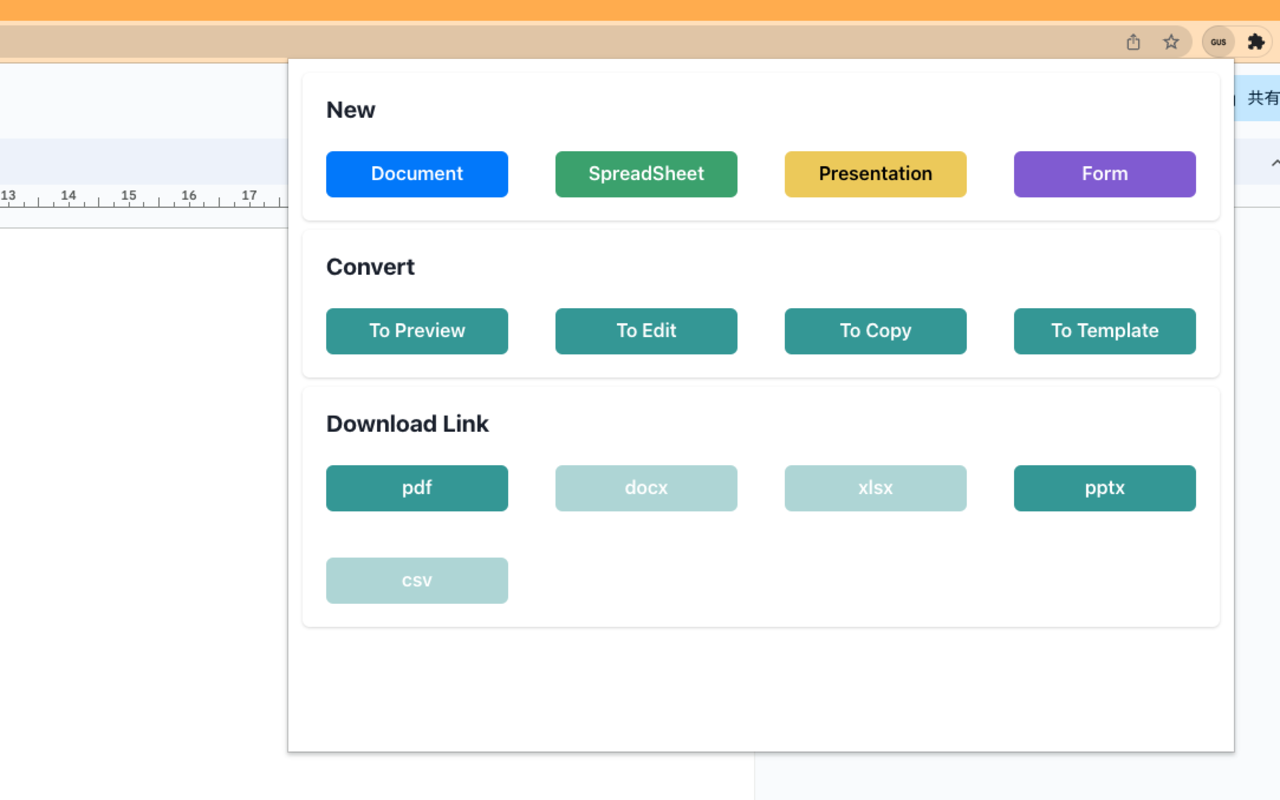 GUS
共有
13 14 15 16 17
New
Document SpreadSheet Presentation Form
Convert
To Preview To Edit To Copy To Template
Download Link
pdf docx xlsx pptx
csv